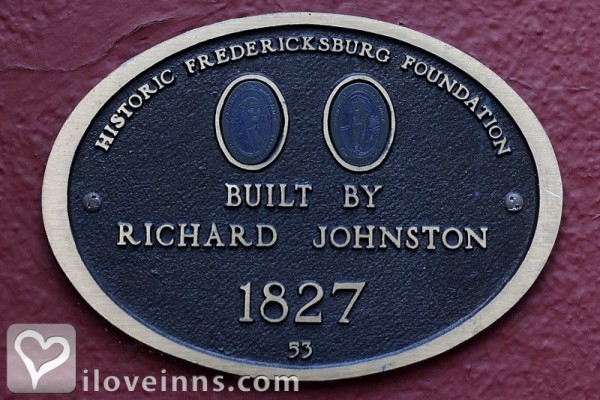 HISTORIC FREDERICKSBURG FOUNDATION
BUILT BY
RICHARD JOHNSTON
1827
53
iloveinns.com